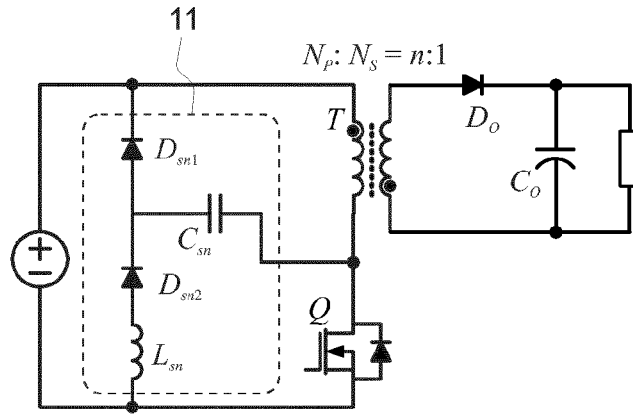 11
N_P : N_S = n:1
T
D_O
D_sn1
C_O
C_sn
+
−
D_sn2
Q
L_sn